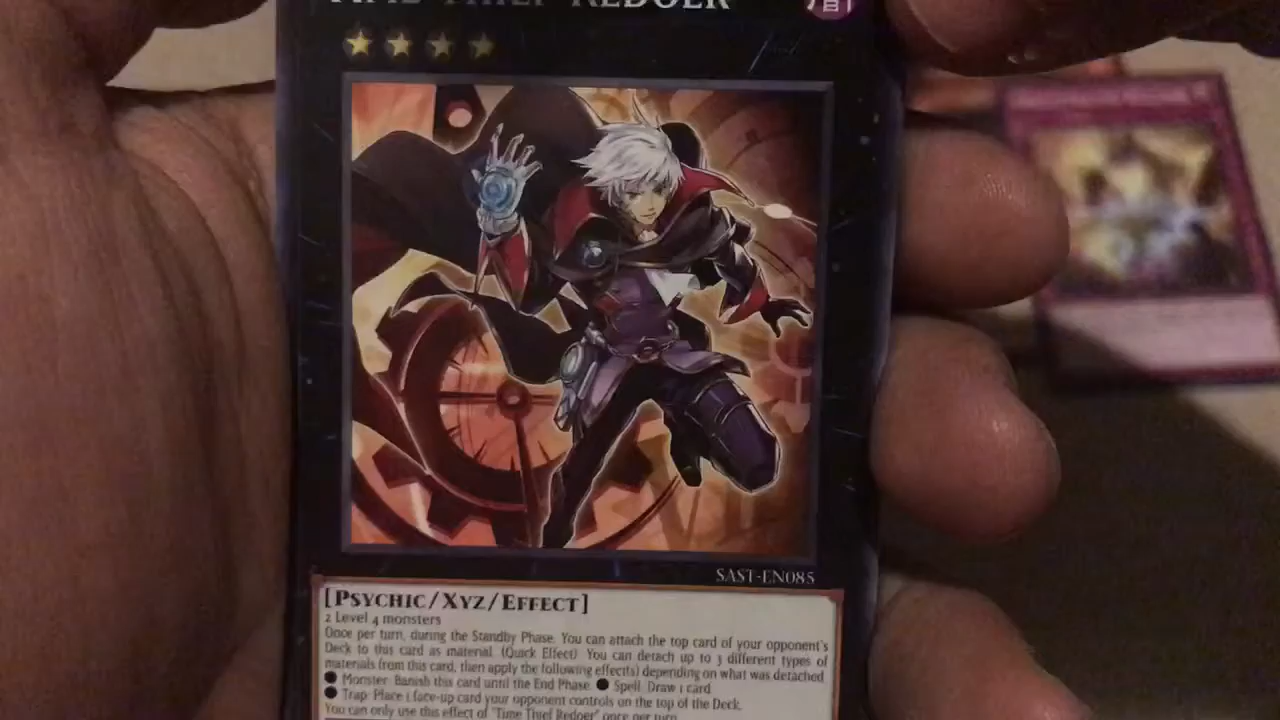 TIME THIEF REDOER
闇
SAST-EN085
[PSYCHIC/XYZ/EFFECT]
2 Level 4 monsters
Once per turn, during the Standby Phase: You can attach the top card of your opponent's
Deck to this card as material. (Quick Effect): You can detach up to 3 different types of
materials from this card, then apply the following effect(s) depending on what was detached.
● Monster: Banish this card until the End Phase. ● Spell: Draw 1 card.
● Trap: Place 1 face-up card your opponent controls on the top of the Deck.
You can only use this effect of "Time Thief Redoer" once per turn.